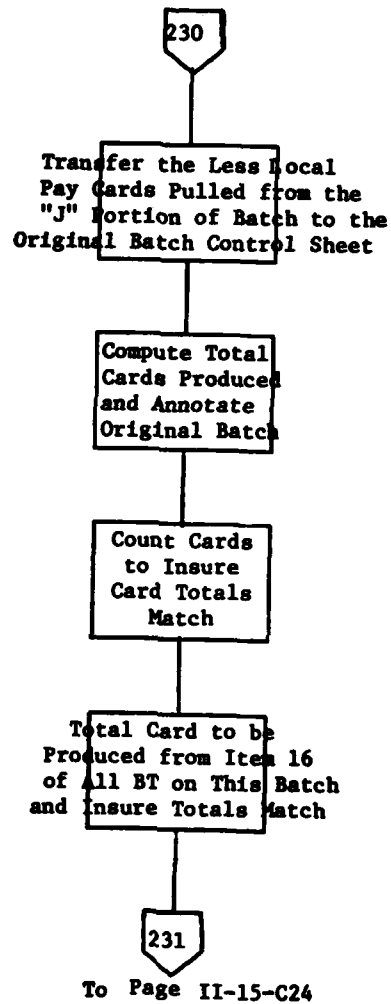 230
Transfer the Less Local
Pay Cards Pulled from the
"J" Portion of Batch to the
Original Batch Control Sheet
Compute Total
Cards Produced
and Annotate
Original Batch
Count Cards
to Insure
Card Totals
Match
Total Card to be
Produced from Item 16
of All BT on This Batch
and Insure Totals Match
231
To Page II-15-C24